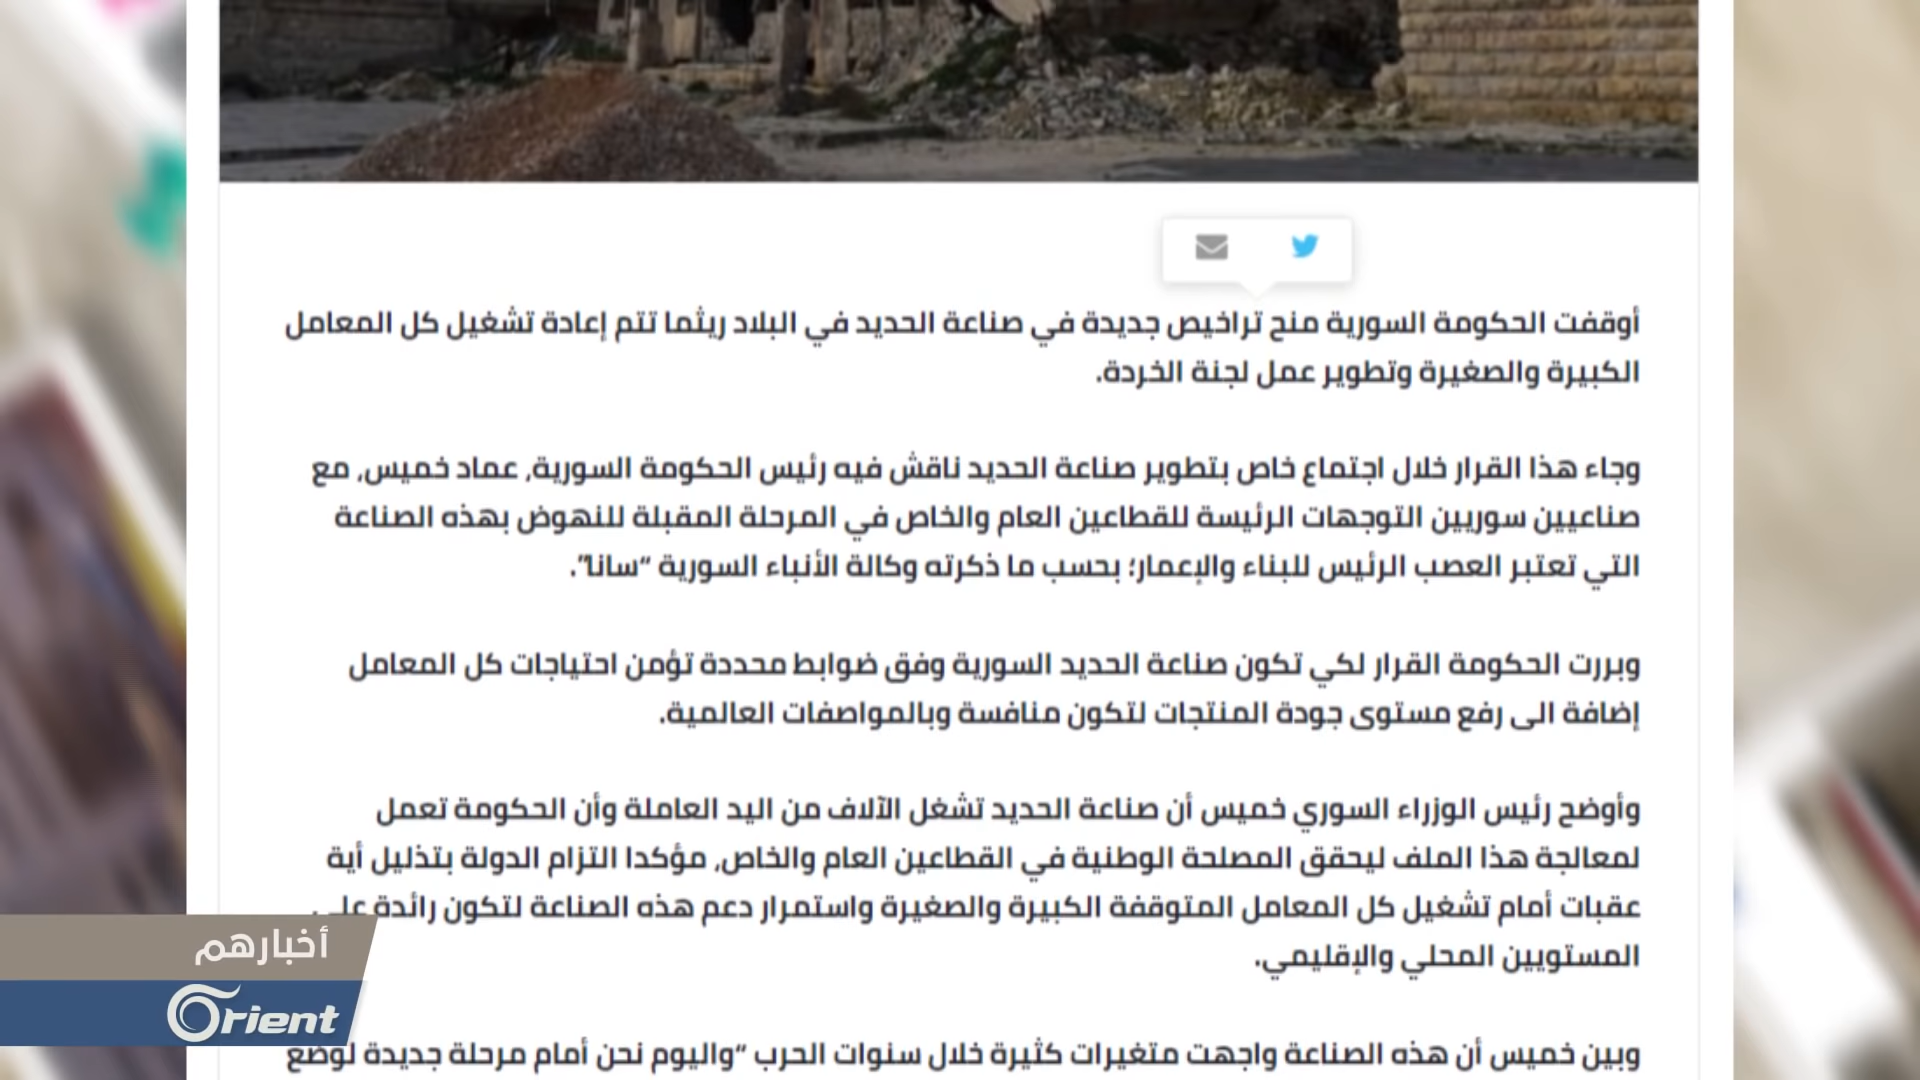 أوقفت الحكومة السورية منح تراخيص جديدة في صناعة الحديد في البلاد ريثما تتم إعادة تشغيل كل المعامل
الكبيرة والصغيرة وتطوير عمل لجنة الخردة.
وجاء هذا القرار خلال اجتماع خاص بتطوير صناعة الحديد ناقش فيه رئيس الحكومة السورية، عماد خميس، مع
صناعيين سوريين التوجهات الرئيسة للقطاعين العام والخاص في المرحلة المقبلة للنهوض بهذه الصناعة
التي تعتبر العصب الرئيس للبناء والإعمار؛ بحسب ما ذكرته وكالة الأنباء السورية “سانا”.
وبررت الحكومة القرار لكي تكون صناعة الحديد السورية وفق ضوابط محددة تؤمن احتياجات كل المعامل
إضافة الى رفع مستوى جودة المنتجات لتكون منافسة وبالمواصفات العالمية.
وأوضح رئيس الوزراء السوري خميس أن صناعة الحديد تشغل الآلاف من اليد العاملة وأن الحكومة تعمل
لمعالجة هذا الملف ليحقق المصلحة الوطنية في القطاعين العام والخاص، مؤكدا التزام الدولة بتذليل أية
عقبات أمام تشغيل كل المعامل المتوقفة الكبيرة والصغيرة واستمرار دعم هذه الصناعة لتكون رائدة على
المستويين المحلي والإقليمي.
وبين خميس أن هذه الصناعة واجهت متغيرات كثيرة خلال سنوات الحرب “واليوم نحن أمام مرحلة جديدة لوضع
أخبارهم
Orient